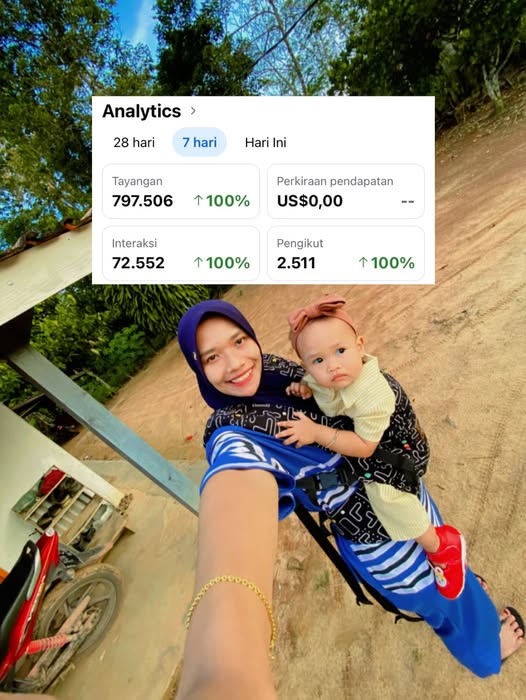 Analytics >
28 hari 7 hari Hari Ini
Tayangan
797.506 ↑100%
Perkiraan pendapatan
US$0,00 --
Interaksi
72.552 ↑100%
Pengikut
2.511 ↑100%